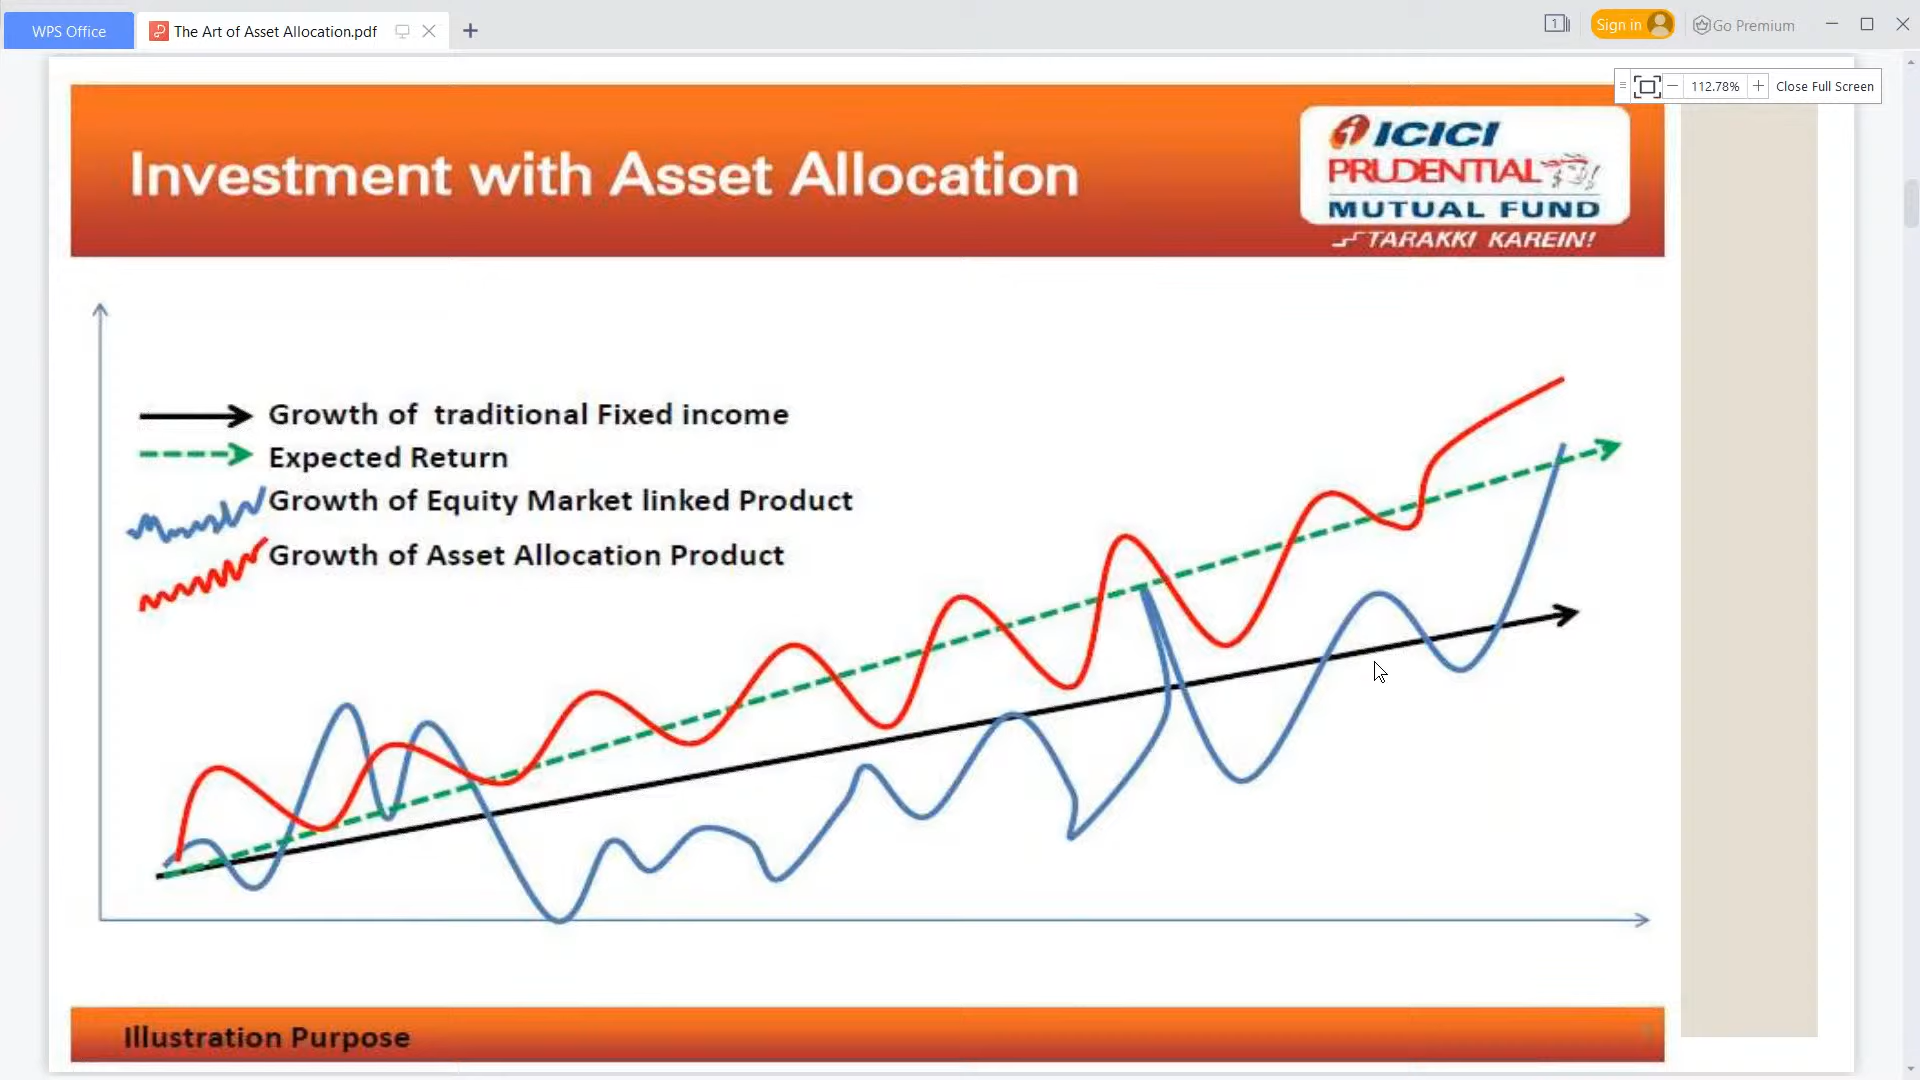 WPS Office
The Art of Asset Allocation.pdf
1
Sign in
Go Premium
112.78%
Close Full Screen
Investment with Asset Allocation
ICICI
PRUDENTIAL
MUTUAL FUND
TARAKKI KAREIN!
Growth of traditional Fixed income
Expected Return
Growth of Equity Market linked Product
Growth of Asset Allocation Product
Illustration Purpose